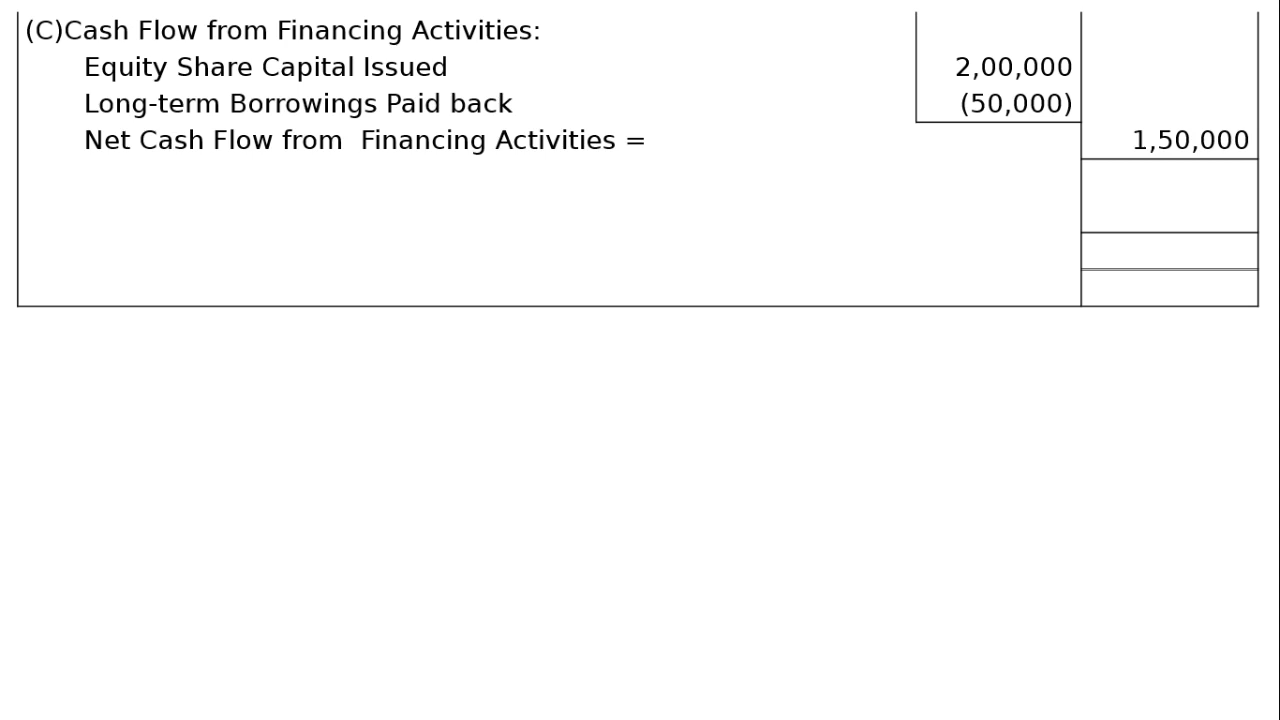 (C)Cash Flow from Financing Activities:
Equity Share Capital Issued 2,00,000
Long-term Borrowings Paid back (50,000)
Net Cash Flow from  Financing Activities = 1,50,000